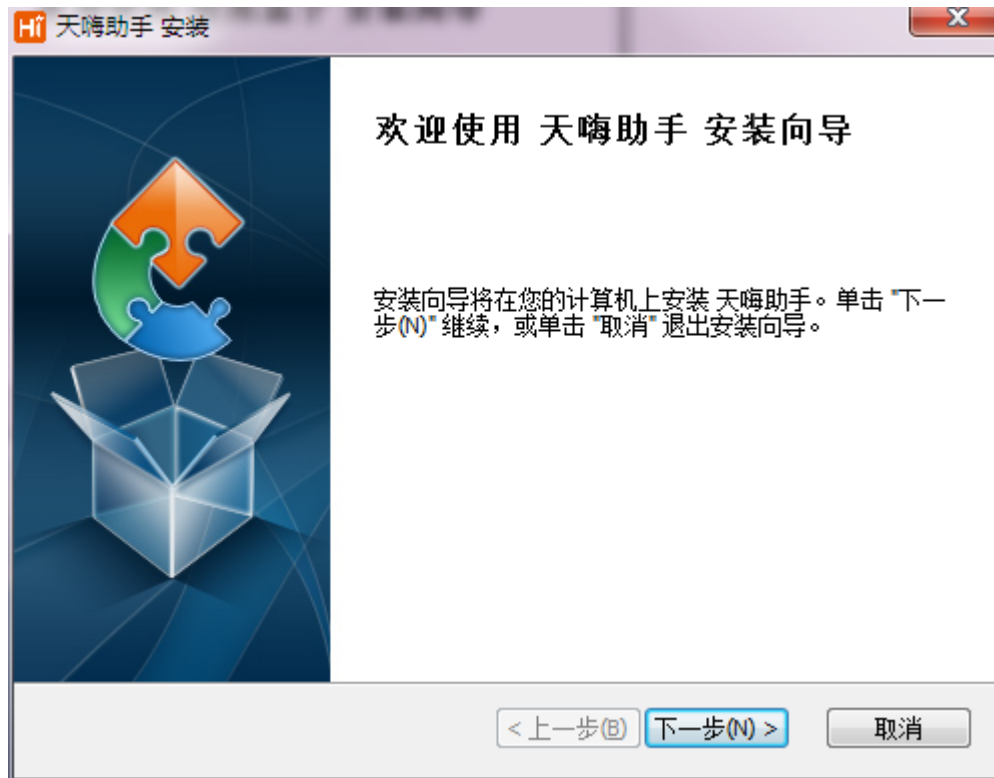 Hi 天嗨助手 安装
欢迎使用 天嗨助手 安装向导
安装向导将在您的计算机上安装 天嗨助手。单击 "下一
步(N)" 继续，或单击 "取消" 退出安装向导。
< 上一步(B) 下一步(N) > 取消